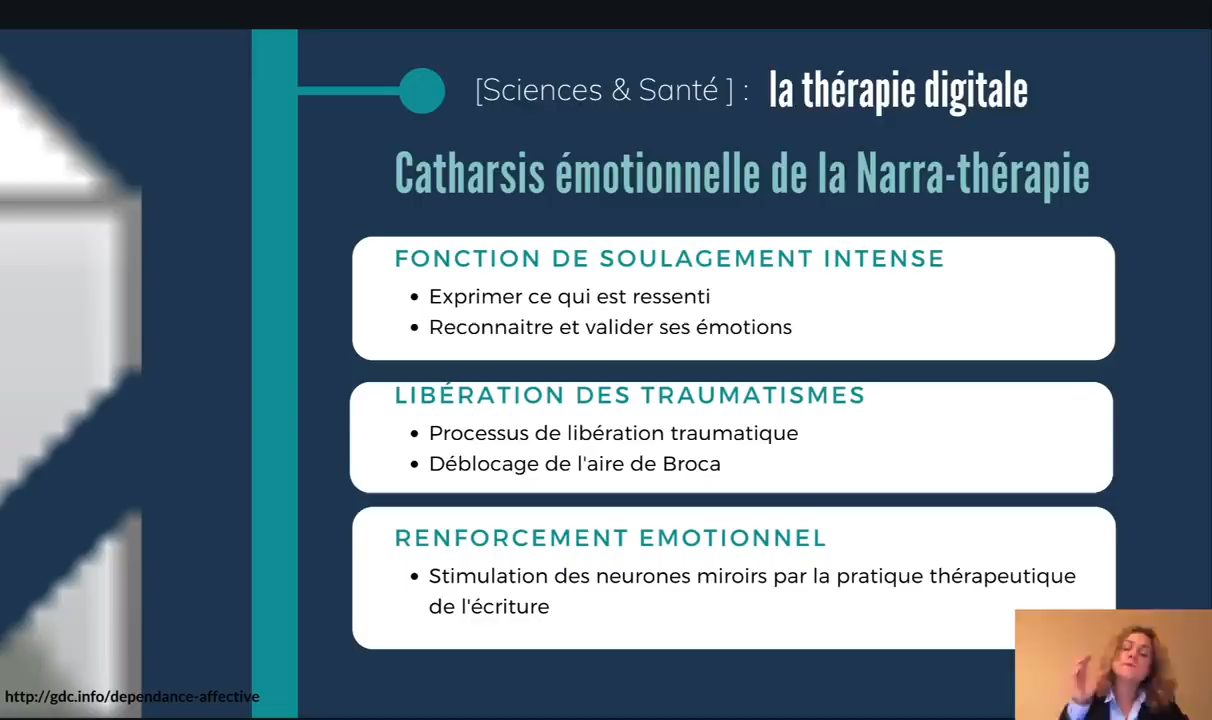 [Sciences & Santé ] : la thérapie digitale
Catharsis émotionnelle de la Narra-thérapie
FONCTION DE SOULAGEMENT INTENSE
• Exprimer ce qui est ressenti
• Reconnaitre et valider ses émotions
LIBÉRATION DES TRAUMATISMES
• Processus de libération traumatique
• Déblocage de l'aire de Broca
RENFORCEMENT EMOTIONNEL
• Stimulation des neurones miroirs par la pratique thérapeutique
de l'écriture
http://gdc.info/dependance-affective